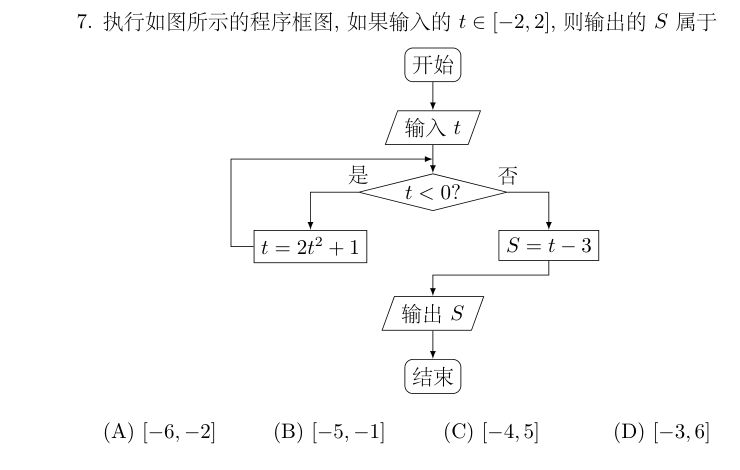 7. 执行如图所示的程序框图, 如果输入的 t ∈ [−2, 2], 则输出的 S 属于
开始
输入 t
是
t < 0?
否
t = 2t² + 1
S = t − 3
输出 S
结束
(A) [−6, −2] (B) [−5, −1] (C) [−4, 5] (D) [−3, 6]